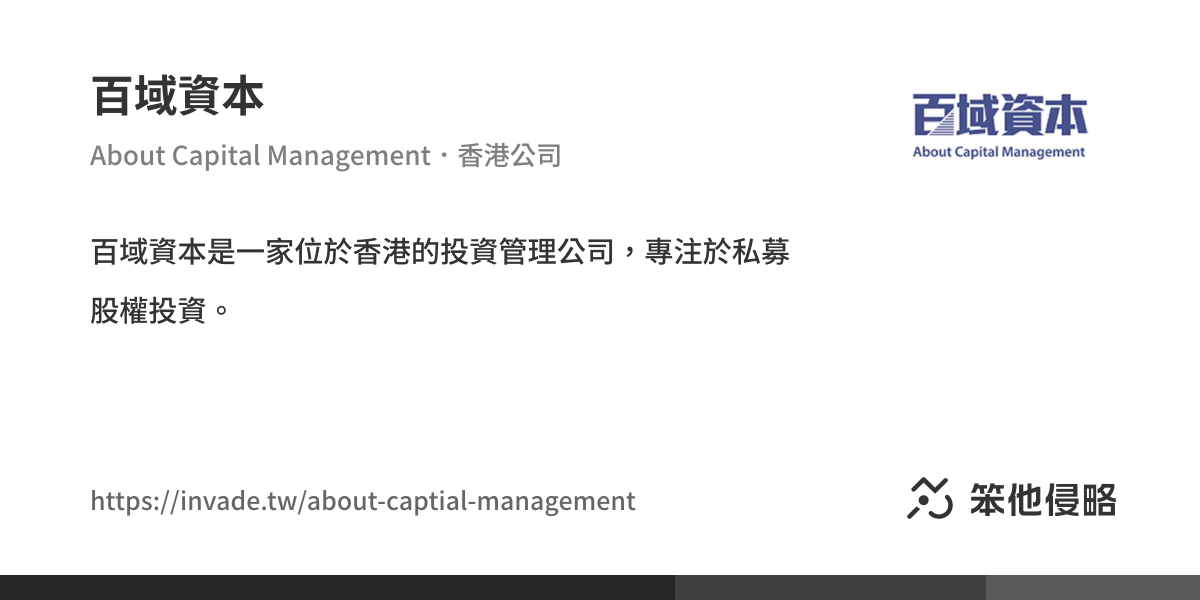 百域資本
About Capital Management・香港公司
百域資本
About Capital Management
百域資本是一家位於香港的投資管理公司，專注於私募
股權投資。
https://invade.tw/about-captial-management
笨他侵略